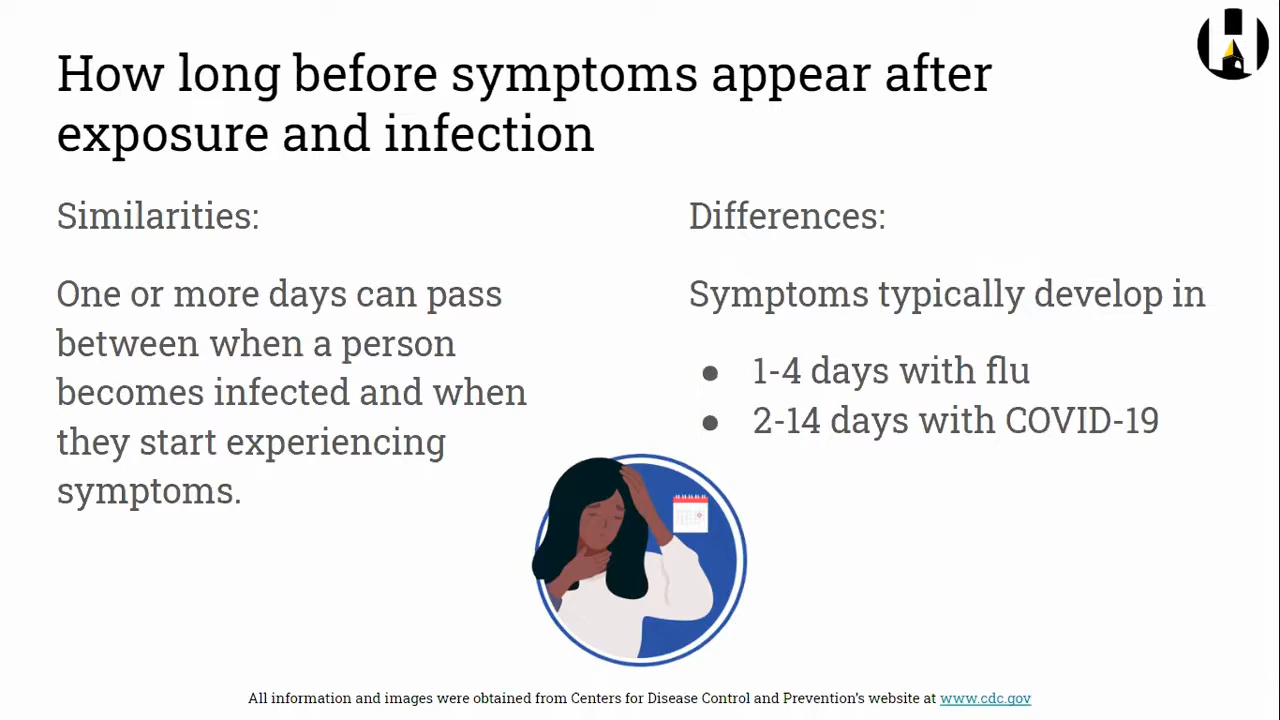 How long before symptoms appear after
exposure and infection
Similarities:
One or more days can pass
between when a person
becomes infected and when
they start experiencing
symptoms.
Differences:
Symptoms typically develop in
● 1-4 days with flu
● 2-14 days with COVID-19
All information and images were obtained from Centers for Disease Control and Prevention's website at www.cdc.gov